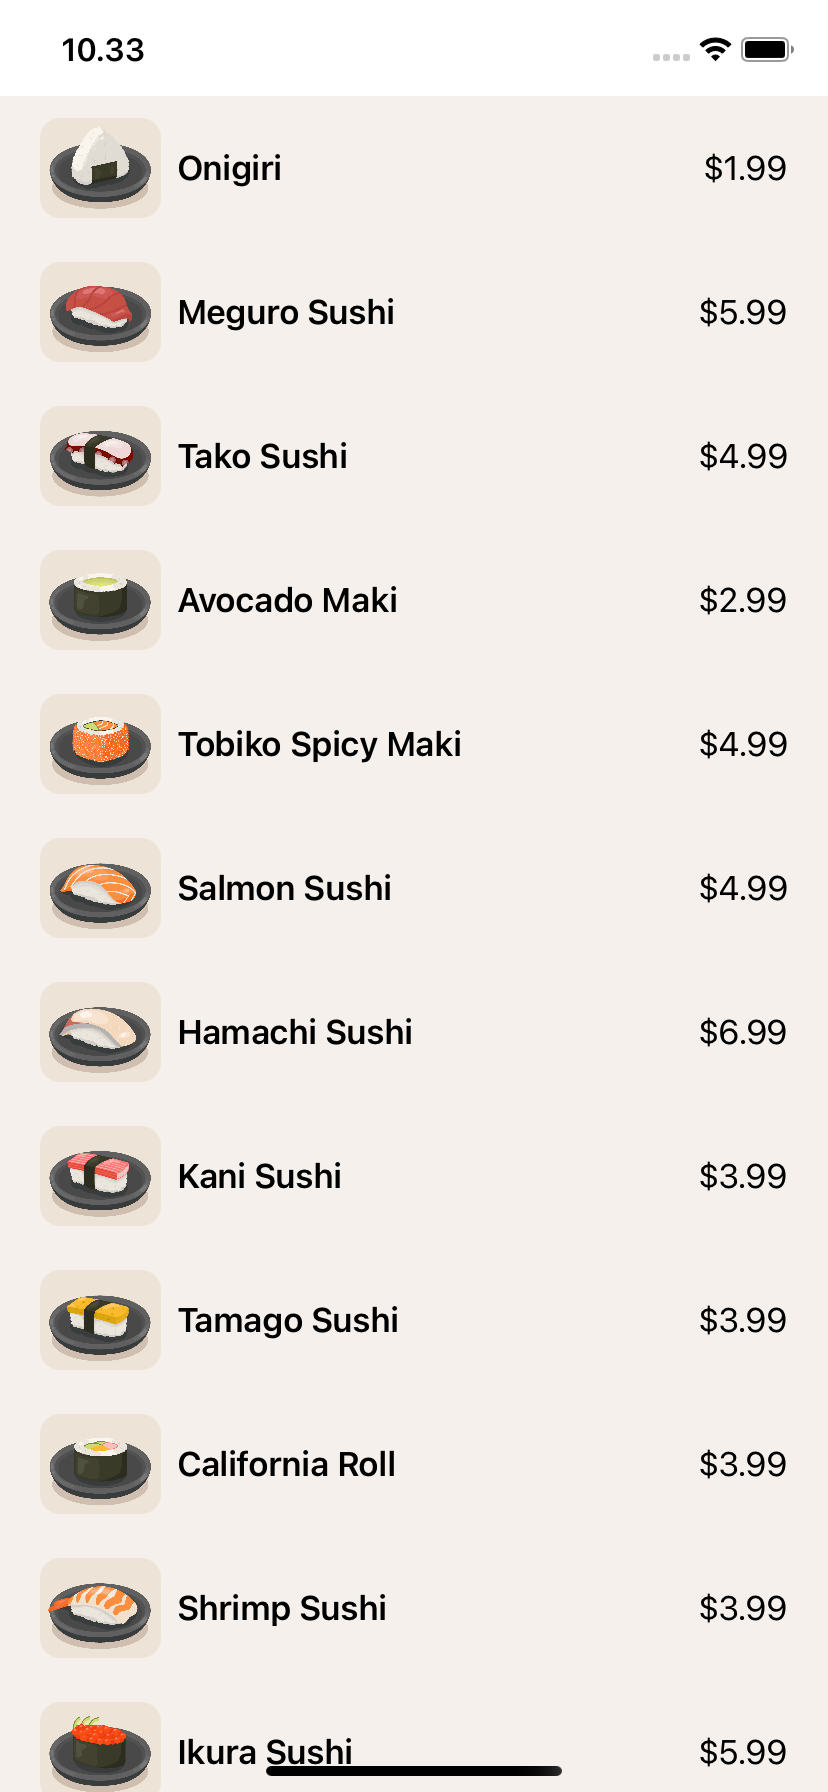 10.33
Onigiri $1.99
Meguro Sushi $5.99
Tako Sushi $4.99
Avocado Maki $2.99
Tobiko Spicy Maki $4.99
Salmon Sushi $4.99
Hamachi Sushi $6.99
Kani Sushi $3.99
Tamago Sushi $3.99
California Roll $3.99
Shrimp Sushi $3.99
Ikura Sushi $5.99